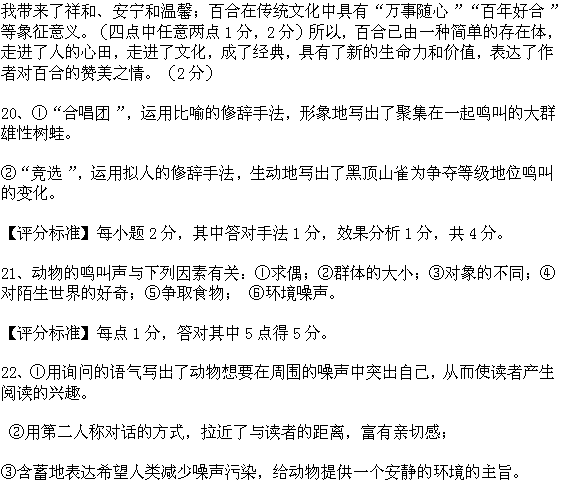 我带来了祥和、安宁和温馨；百合在传统文化中具有“万事随心”“百年好合”
等象征意义。（四点中任意两点1分，2分）所以，百合已由一种简单的存在体，
走进了人的心田，走进了文化，成了经典，具有了新的生命力和价值，表达了作
者对百合的赞美之情。（2分）
20、①“合唱团”，运用比喻的修辞手法，形象地写出了聚集在一起鸣叫的大群
雄性树蛙。
②“竞选”，运用拟人的修辞手法，生动地写出了黑顶山雀为争夺等级地位鸣叫
的变化。
【评分标准】每小题2分，其中答对手法1分，效果分析1分，共4分。
21、动物的鸣叫声与下列因素有关：①求偶；②群体的大小；③对象的不同；④
对陌生世界的好奇；⑤争取食物； ⑥环境噪声。
【评分标准】每点1分，答对其中5点得5分。
22、①用询问的语气写出了动物想要在周围的噪声中突出自己，从而使读者产生
阅读的兴趣。
②用第二人称对话的方式，拉近了与读者的距离，富有亲切感；
③含蓄地表达希望人类减少噪声污染，给动物提供一个安静的环境的主旨。